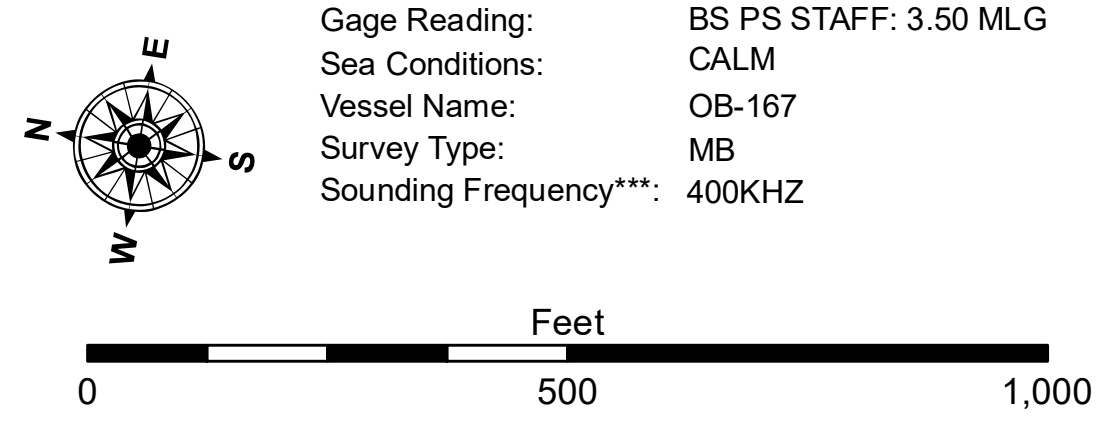 Gage Reading: BS PS STAFF: 3.50 MLG
Sea Conditions: CALM
Vessel Name: OB-167
Survey Type: MB
Sounding Frequency***: 400KHZ
E
N
S
W
Feet
0 500 1,000